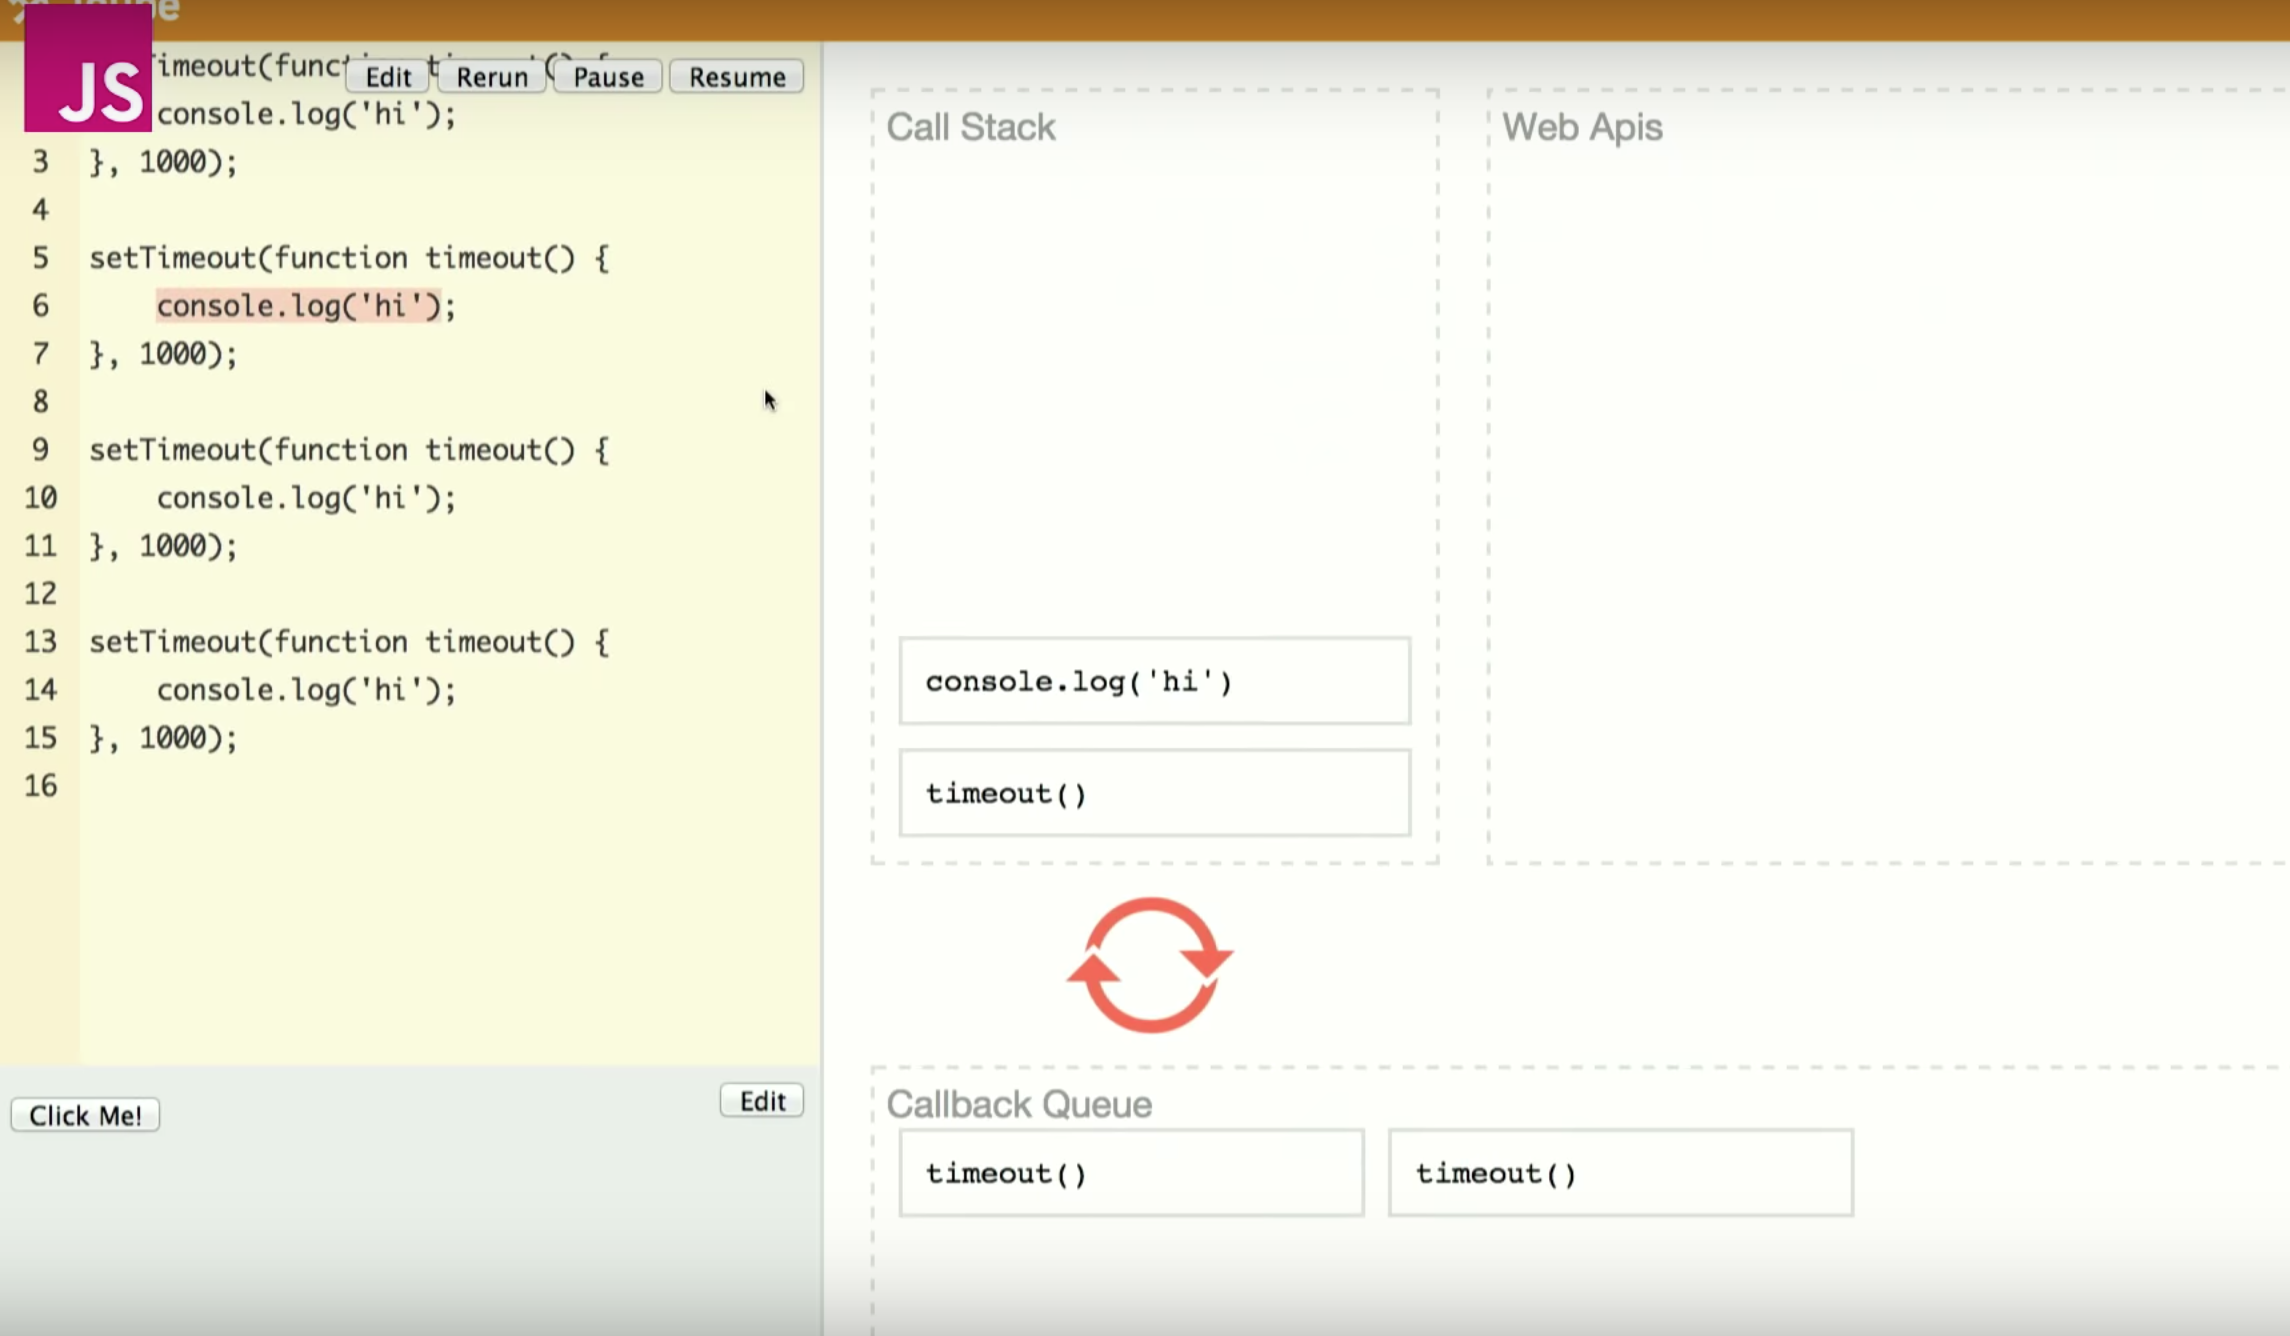 JS
imeout(func
Edit
Rerun
Pause
Resume
console.log('hi');
3 }, 1000);
4
5 setTimeout(function timeout() {
6 console.log('hi');
7 }, 1000);
8
9 setTimeout(function timeout() {
10 console.log('hi');
11 }, 1000);
12
13 setTimeout(function timeout() {
14 console.log('hi');
15 }, 1000);
16
Click Me!
Edit
Call Stack
console.log('hi')
timeout()
Web Apis
Callback Queue
timeout()
timeout()